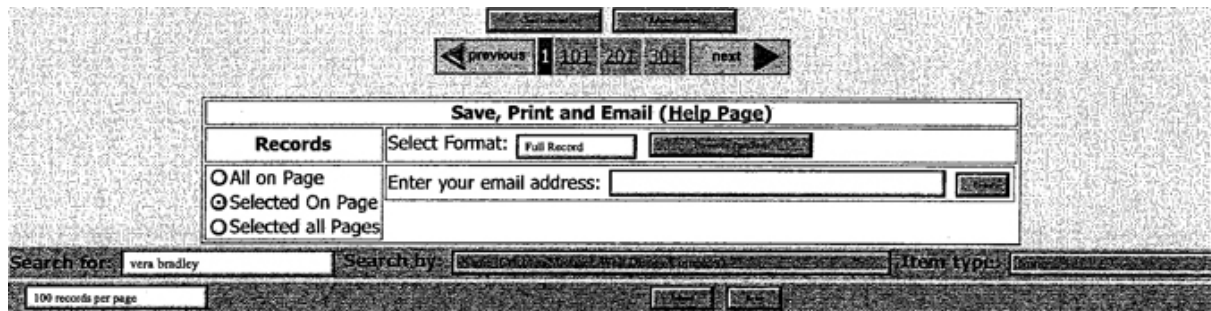 previous 1 101 201 301 next
Save, Print and Email (Help Page)
Records
Select Format: Full Record
All on Page
Selected On Page
Selected all Pages
Enter your email address:
Search for: vera bradley Search by: Item type:
100 records per page